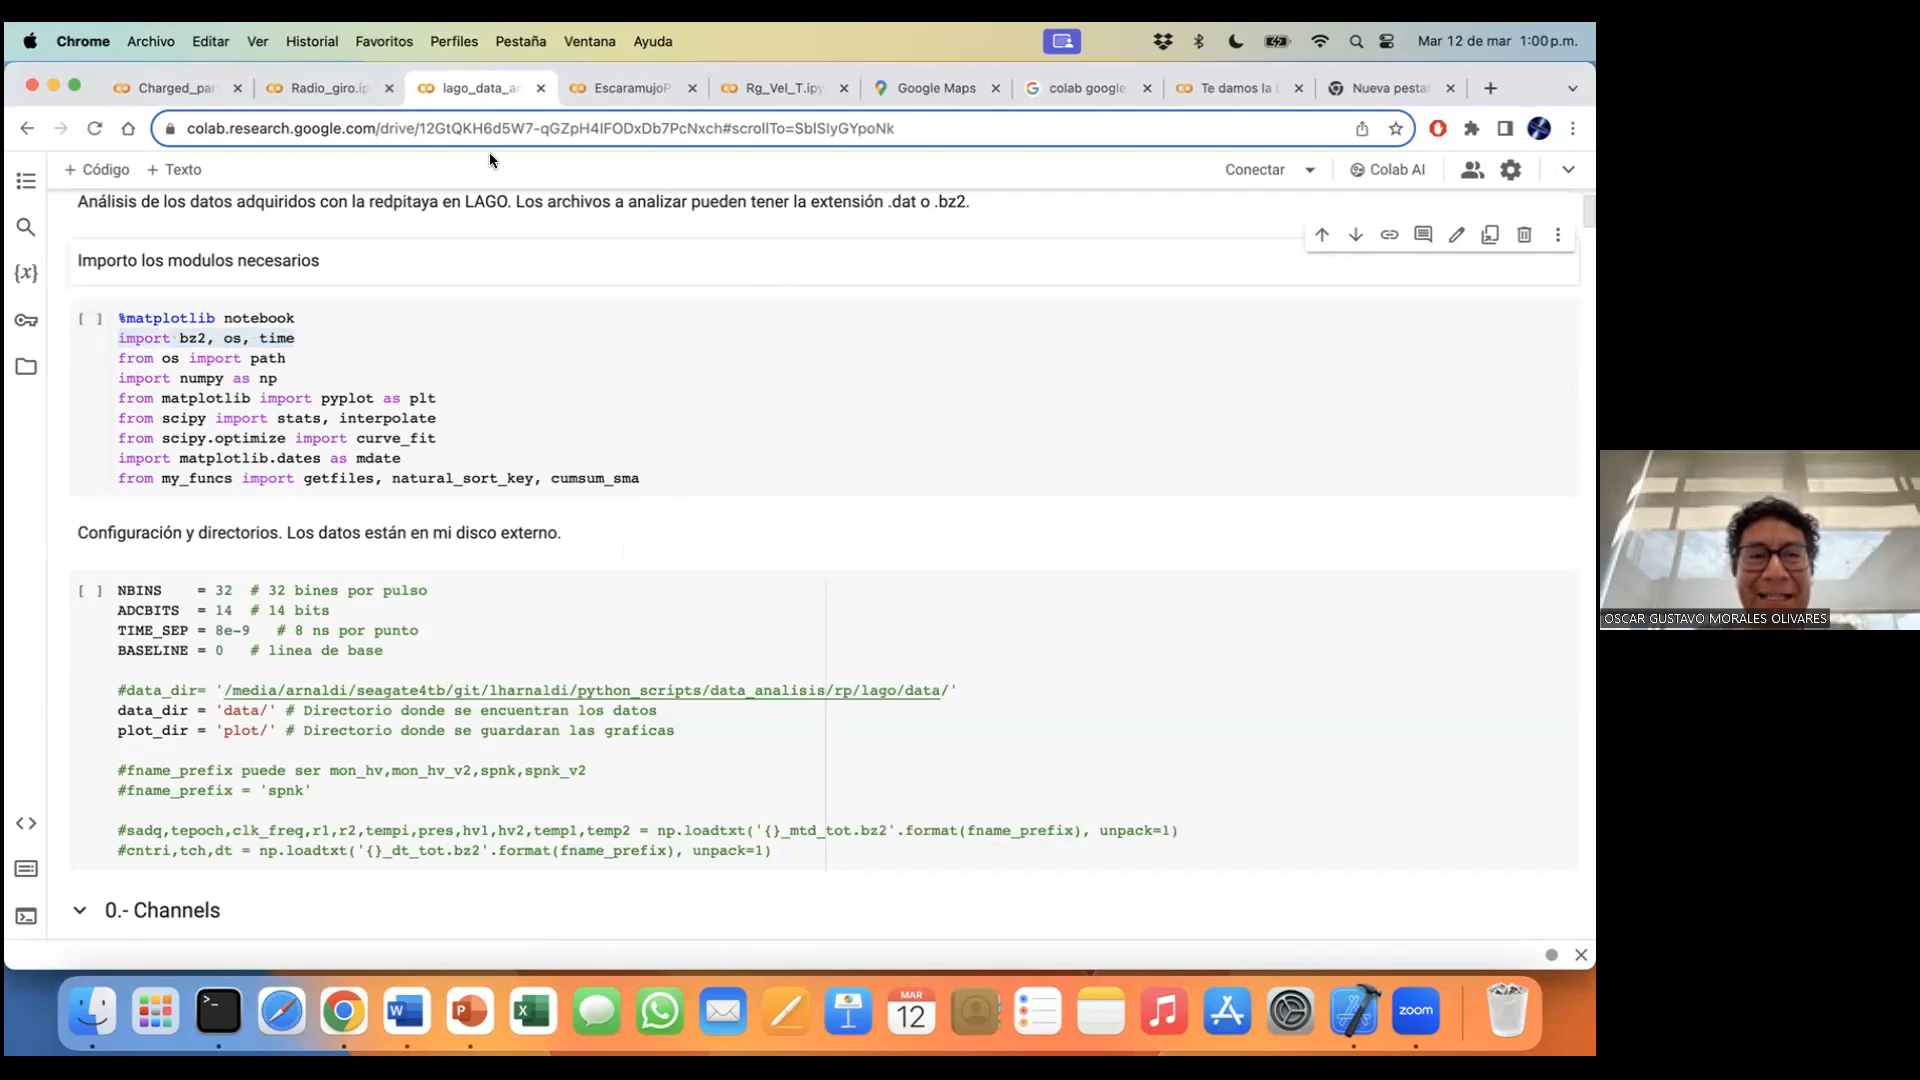 Chrome Archivo Editar Ver Historial Favoritos Perfiles Pestaña Ventana Ayuda Mar 12 de mar 1:00 p.m.
Charged_par Radio_giro.ip lago_data_an EscaramujoP Rg_Vel_T.ipy Google Maps colab google Te damos la Nueva pesta
colab.research.google.com/drive/12GtQKH6d5W7-qGZpH4IFODxDb7PcNxch#scrollTo=SbISIyGYpoNk
+ Código + Texto Conectar Colab AI
Análisis de los datos adquiridos con la redpitaya en LAGO. Los archivos a analizar pueden tener la extensión .dat o .bz2.
Importo los modulos necesarios
[ ] %matplotlib notebook
import bz2, os, time
from os import path
import numpy as np
from matplotlib import pyplot as plt
from scipy import stats, interpolate
from scipy.optimize import curve_fit
import matplotlib.dates as mdate
from my_funcs import getfiles, natural_sort_key, cumsum_sma
Configuración y directorios. Los datos están en mi disco externo.
[ ] NBINS = 32 # 32 bines por pulso
ADCBITS = 14 # 14 bits
TIME_SEP = 8e-9 # 8 ns por punto
BASELINE = 0 # linea de base
#data_dir= '/media/arnaldi/seagate4tb/git/lharnaldi/python_scripts/data_analisis/rp/lago/data/'
data_dir = 'data/' # Directorio donde se encuentran los datos
plot_dir = 'plot/' # Directorio donde se guardaran las graficas
#fname_prefix puede ser mon_hv,mon_hv_v2,spnk,spnk_v2
#fname_prefix = 'spnk'
#sadq,tepoch,clk_freq,r1,r2,tempi,pres,hv1,hv2,temp1,temp2 = np.loadtxt('{}_mtd_tot.bz2'.format(fname_prefix), unpack=1)
#cntri,tch,dt = np.loadtxt('{}_dt_tot.bz2'.format(fname_prefix), unpack=1)
0.- Channels
OSCAR GUSTAVO MORALES OLIVARES
MAR
12
zoom